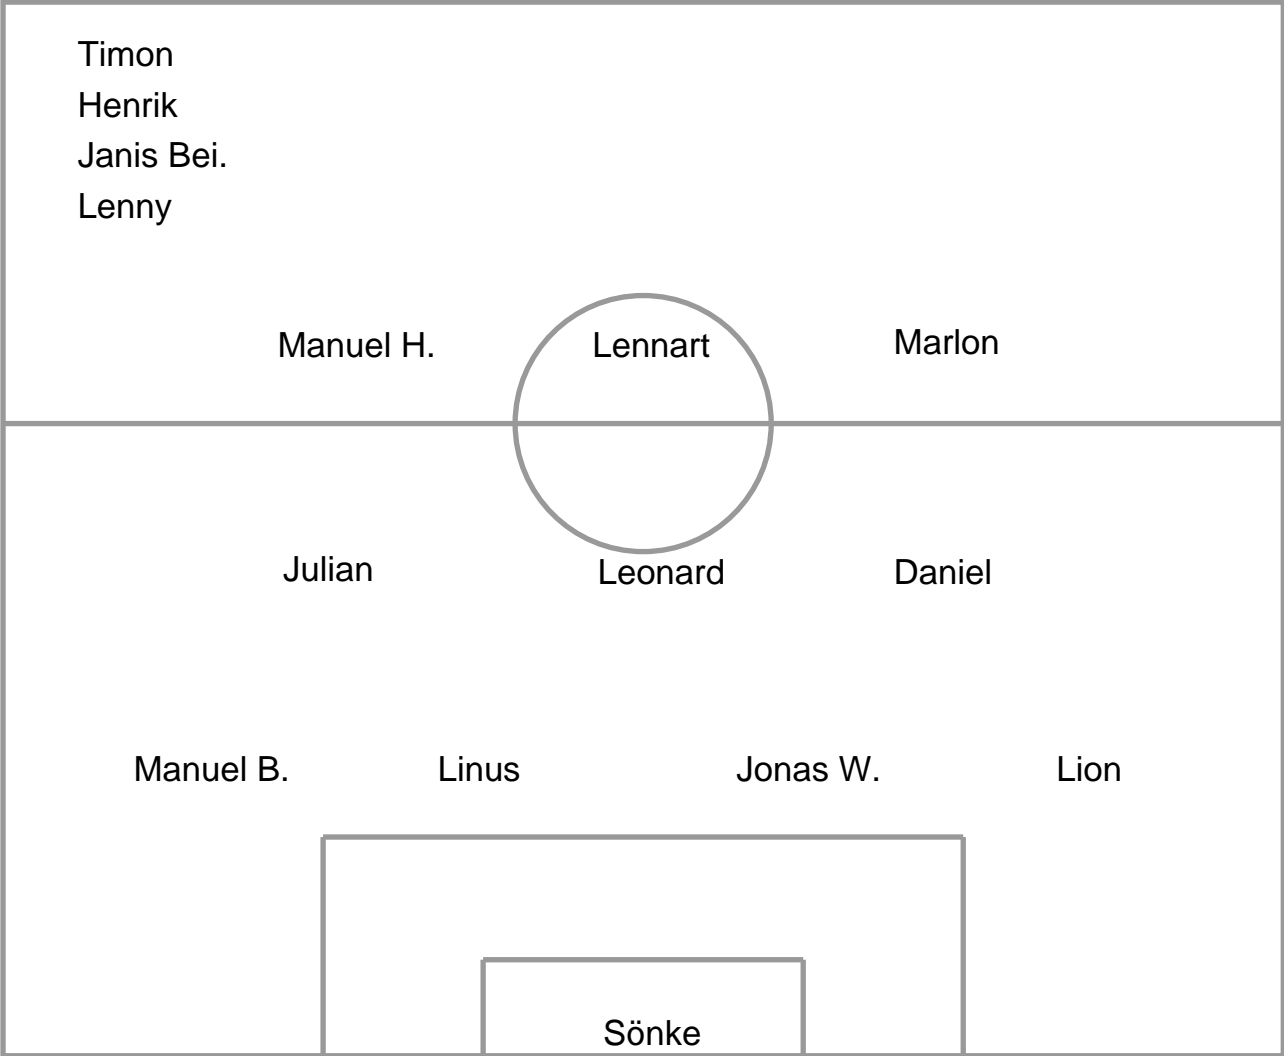 Timon
Henrik
Janis Bei.
Lenny
Manuel H. Lennart Marlon
Julian Leonard Daniel
Manuel B. Linus Jonas W. Lion
Sönke